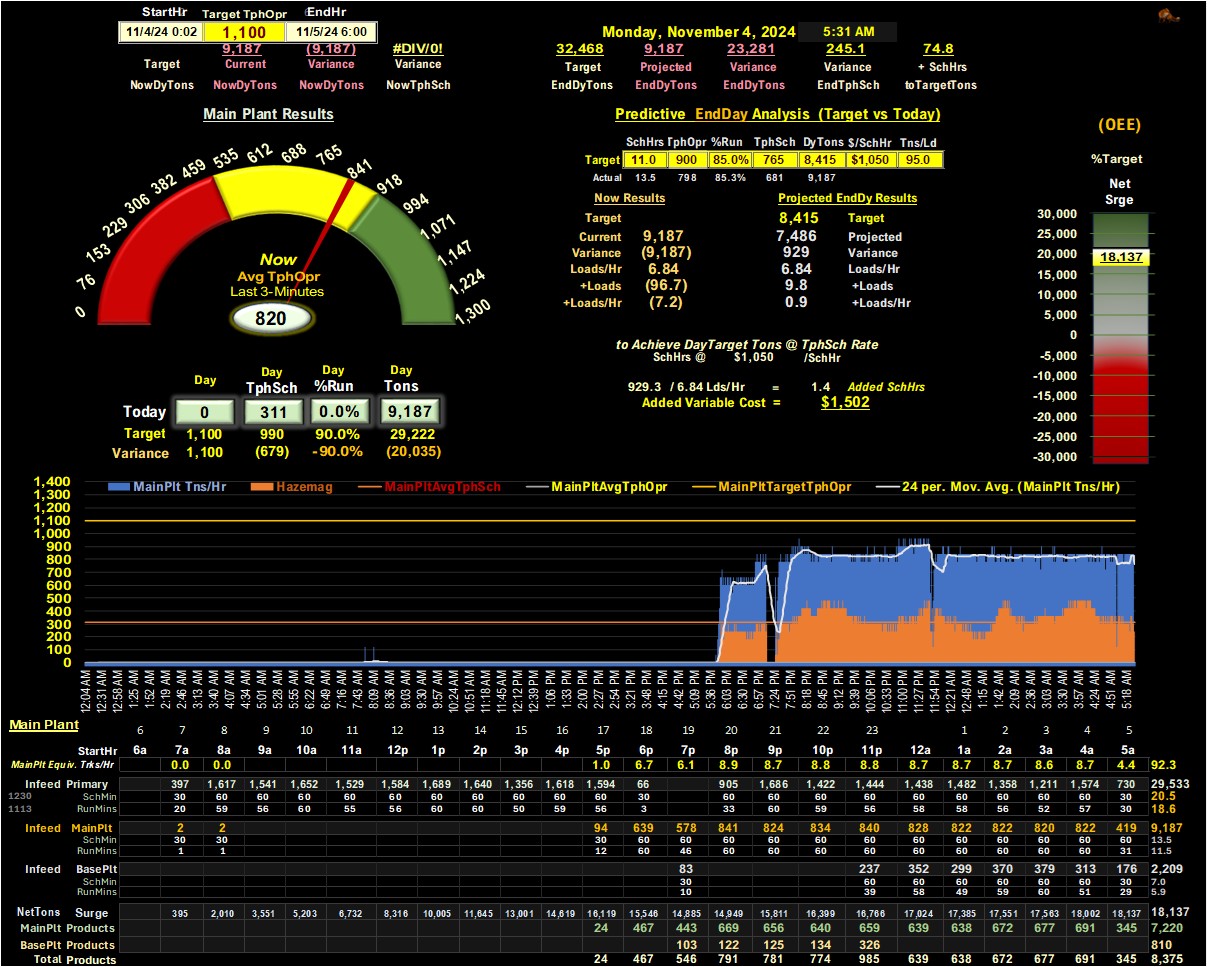 StartHr Target TphOpr EndHr
11/4/24 0:02 1,100 11/5/24 6:00
9,187 (9,187) #DIV/0!
Target Current Variance Variance
NowDyTons NowDyTons NowDyTons NowTphSch
Monday, November 4, 2024 5:31 AM
32,468 9,187 23,281 245.1 74.8
Target Projected Variance Variance + SchHrs
EndDyTons EndDyTons EndDyTons EndTphSch toTargetTons
Main Plant Results
0 76 153 229 306 382 459 535 612 688 765 841 918 994 1,071 1,147 1,224 1,300
Now
Avg TphOpr
Last 3-Minutes
820
Day Day Day Day
TphSch %Run Tons
Today 0 311 0.0% 9,187
Target 1,100 990 90.0% 29,222
Variance 1,100 (679) -90.0% (20,035)
Predictive EndDay Analysis (Target vs Today)
SchHrs TphOpr %Run TphSch DyTons $/SchHr Tns/Ld
Target 11.0 900 85.0% 765 8,415 $1,050 95.0
Actual 13.5 798 85.3% 681 9,187
Now Results Projected EndDy Results
Target 8,415 Target
Current 9,187 7,486 Projected
Variance (9,187) 929 Variance
Loads/Hr 6.84 6.84 Loads/Hr
+Loads (96.7) 9.8 +Loads
+Loads/Hr (7.2) 0.9 +Loads/Hr
to Achieve DayTarget Tons @ TphSch Rate
SchHrs @ $1,050 /SchHr
929.3 / 6.84 Lds/Hr = 1.4 Added SchHrs
Added Variable Cost = $1,502
(OEE)
%Target
Net
Srge
30,000
25,000
20,000
18,137
15,000
10,000
5,000
0
-5,000
-10,000
-15,000
-20,000
-25,000
-30,000
MainPlt Tns/Hr Hazemag MainPltAvgTphSch MainPltAvgTphOpr MainPltTargetTphOpr 24 per. Mov. Avg. (MainPlt Tns/Hr)
1,400
1,300
1,200
1,100
1,000
900
800
700
600
500
400
300
200
100
0
12:04 AM 12:31 AM 12:58 AM 1:25 AM 1:52 AM 2:19 AM 2:46 AM 3:13 AM 3:40 AM 4:07 AM 4:34 AM 5:01 AM 5:28 AM 5:55 AM 6:22 AM 6:49 AM 7:16 AM 7:43 AM 8:09 AM 8:36 AM 9:03 AM 9:30 AM 9:57 AM 10:24 AM 10:51 AM 11:18 AM 11:45 AM 12:12 PM 12:39 PM 1:06 PM 1:33 PM 2:00 PM 2:27 PM 2:54 PM 3:21 PM 3:48 PM 4:15 PM 4:42 PM 5:09 PM 5:36 PM 6:03 PM 6:30 PM 6:57 PM 7:24 PM 7:51 PM 8:18 PM 8:45 PM 9:12 PM 9:39 PM 10:06 PM 10:33 PM 11:00 PM 11:27 PM 11:54 PM 12:21 AM 12:48 AM 1:15 AM 1:42 AM 2:09 AM 2:36 AM 3:03 AM 3:30 AM 3:57 AM 4:24 AM 4:51 AM 5:18 AM
Main Plant 6 7 8 9 10 11 12 13 14 15 16 17 18 19 20 21 22 23 1 2 3 4 5
StartHr 6a 7a 8a 9a 10a 11a 12p 1p 2p 3p 4p 5p 6p 7p 8p 9p 10p 11p 12a 1a 2a 3a 4a 5a
MainPlt Equiv. Trks/Hr 0.0 0.0 1.0 6.7 6.1 8.9 8.7 8.8 8.8 8.7 8.7 8.7 8.6 8.7 4.4 92.3
Infeed Primary 397 1,617 1,541 1,652 1,529 1,584 1,689 1,640 1,356 1,618 1,594 66 905 1,686 1,422 1,444 1,438 1,482 1,358 1,211 1,574 730 29,533
1230 SchMin 30 60 60 60 60 60 60 60 60 60 60 30 60 60 60 60 60 60 60 60 60 30 20.5
1113 RunMins 20 59 56 60 55 56 60 60 50 59 56 3 33 60 59 56 58 58 56 52 57 30 18.6
Infeed MainPlt 2 2 94 639 578 841 824 834 840 828 822 822 820 822 419 9,187
SchMin 30 30 30 60 60 60 60 60 60 60 60 60 60 60 30 13.5
RunMins 1 1 12 60 46 60 60 60 60 60 60 60 60 60 31 11.5
Infeed BasePlt 83 237 352 299 370 379 313 176 2,209
SchMin 30 60 60 60 60 60 60 30 7.0
RunMins 10 39 58 49 59 60 51 29 5.9
NetTons Surge 395 2,010 3,551 5,203 6,732 8,316 10,005 11,645 13,001 14,619 16,119 15,546 14,885 14,949 15,811 16,399 16,766 17,024 17,385 17,551 17,563 18,002 18,137 18,137
MainPlt Products 24 467 443 669 656 640 659 639 638 672 677 691 345 7,220
BasePlt Products 103 122 125 134 326 810
Total Products 24 467 546 791 781 774 985 639 638 672 677 691 345 8,375